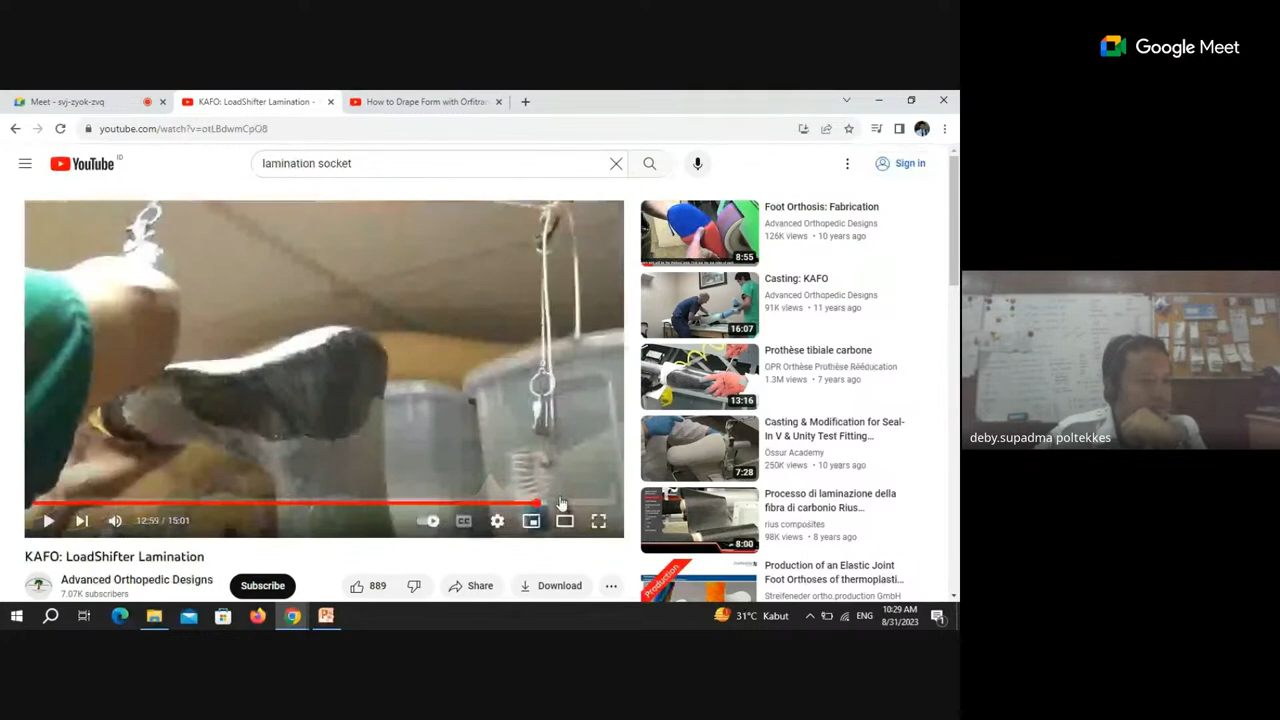 Google Meet
Meet - svj-zyok-zvq
KAFO: LoadShifter Lamination -
How to Drape Form with Orfitran
youtube.com/watch?v=otLBdwmCpO8
YouTube ID
lamination socket
Sign in
Foot Orthosis: Fabrication
Advanced Orthopedic Designs
126K views • 10 years ago
8:55
Casting: KAFO
Advanced Orthopedic Designs
91K views • 11 years ago
16:07
Prothèse tibiale carbone
GPR Orthèse Prothèse Rééducation
1.3M views • 7 years ago
13:16
Casting & Modification for Seal-
In V & Unity Test Fitting...
Össur Academy
250K views • 10 years ago
7:28
Processo di laminazione della
fibra di carbonio Rius...
rius composites
98K views • 8 years ago
8:00
Production of an Elastic Joint
Foot Orthoses of thermoplasti...
Streifeneder ortho.production GmbH
Production
12:59 / 15:01
CC
KAFO: LoadShifter Lamination
Advanced Orthopedic Designs
7.07K subscribers
Subscribe
889
Share
Download
deby.supadma poltekkes
31°C Kabut
ENG
10:29 AM
8/31/2023
1